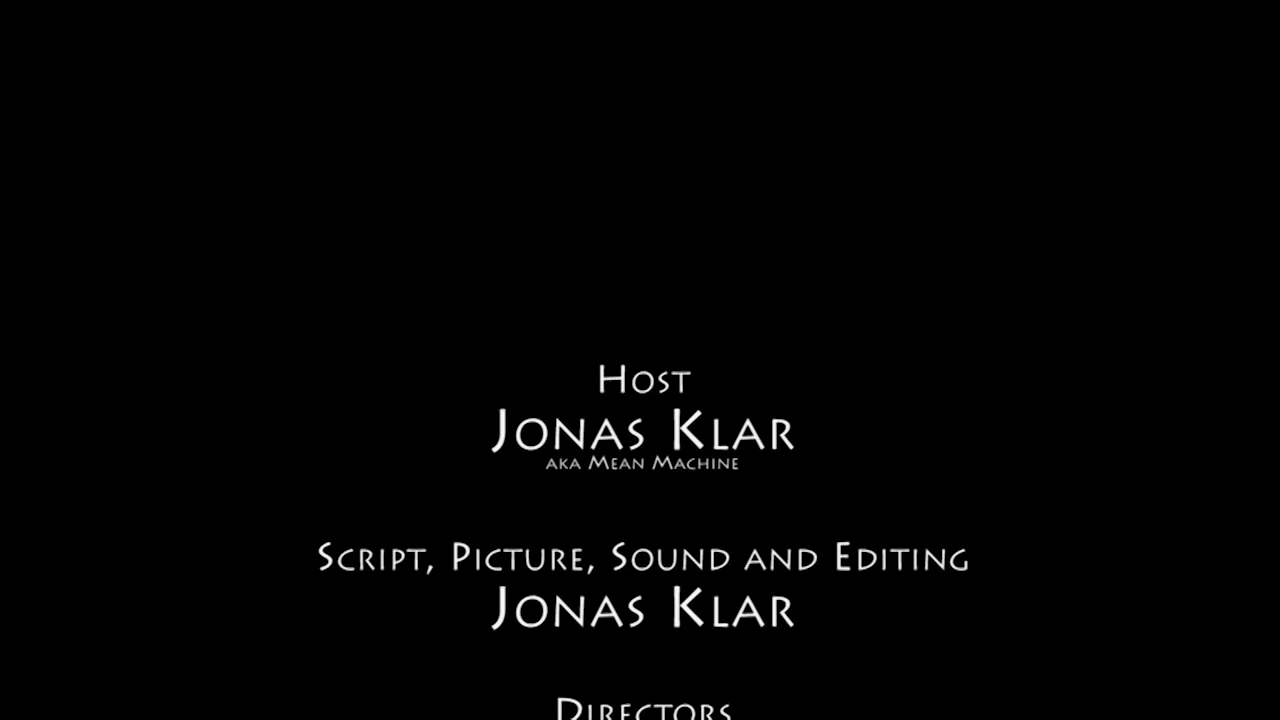 Host
Jonas Klar
aka Mean Machine
Script, Picture, Sound and Editing
Jonas Klar
Directors